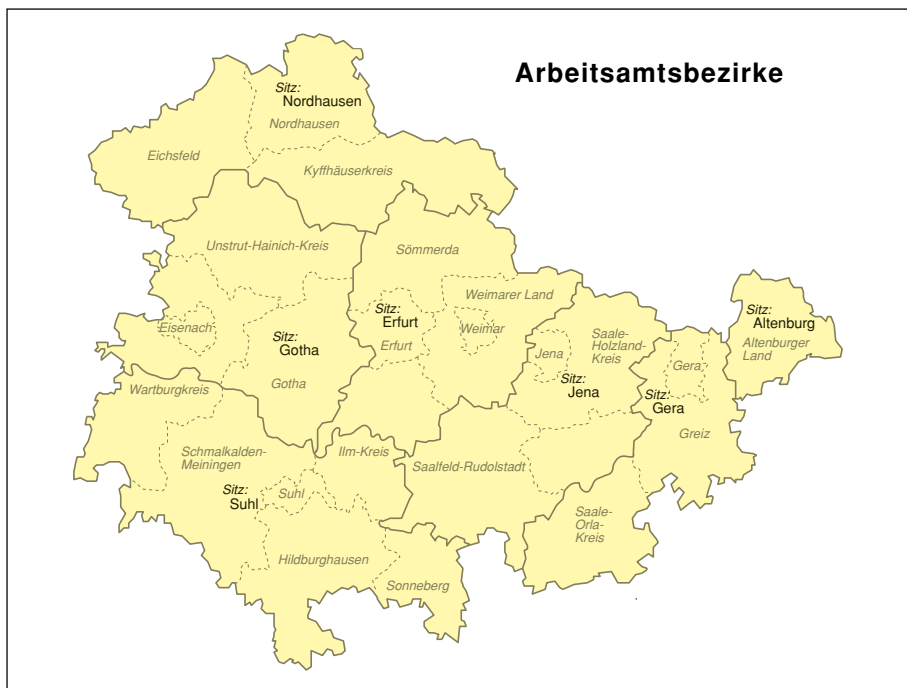 Arbeitsamtsbezirke
Sitz:
Nordhausen
Nordhausen
Eichsfeld
Kyffhäuserkreis
Unstrut-Hainich-Kreis
Sömmerda
Weimarer Land
Eisenach
Sitz:
Gotha
Gotha
Sitz:
Erfurt
Erfurt
Weimar
Jena
Saale-
Holzland-
Kreis
Sitz:
Jena
Sitz:
Altenburg
Altenburger
Land
Gera
Sitz:
Gera
Greiz
Wartburgkreis
Schmalkalden-
Meiningen
Ilm-Kreis
Saalfeld-Rudolstadt
Sitz:
Suhl
Suhl
Saale-
Orla-
Kreis
Hildburghausen
Sonneberg